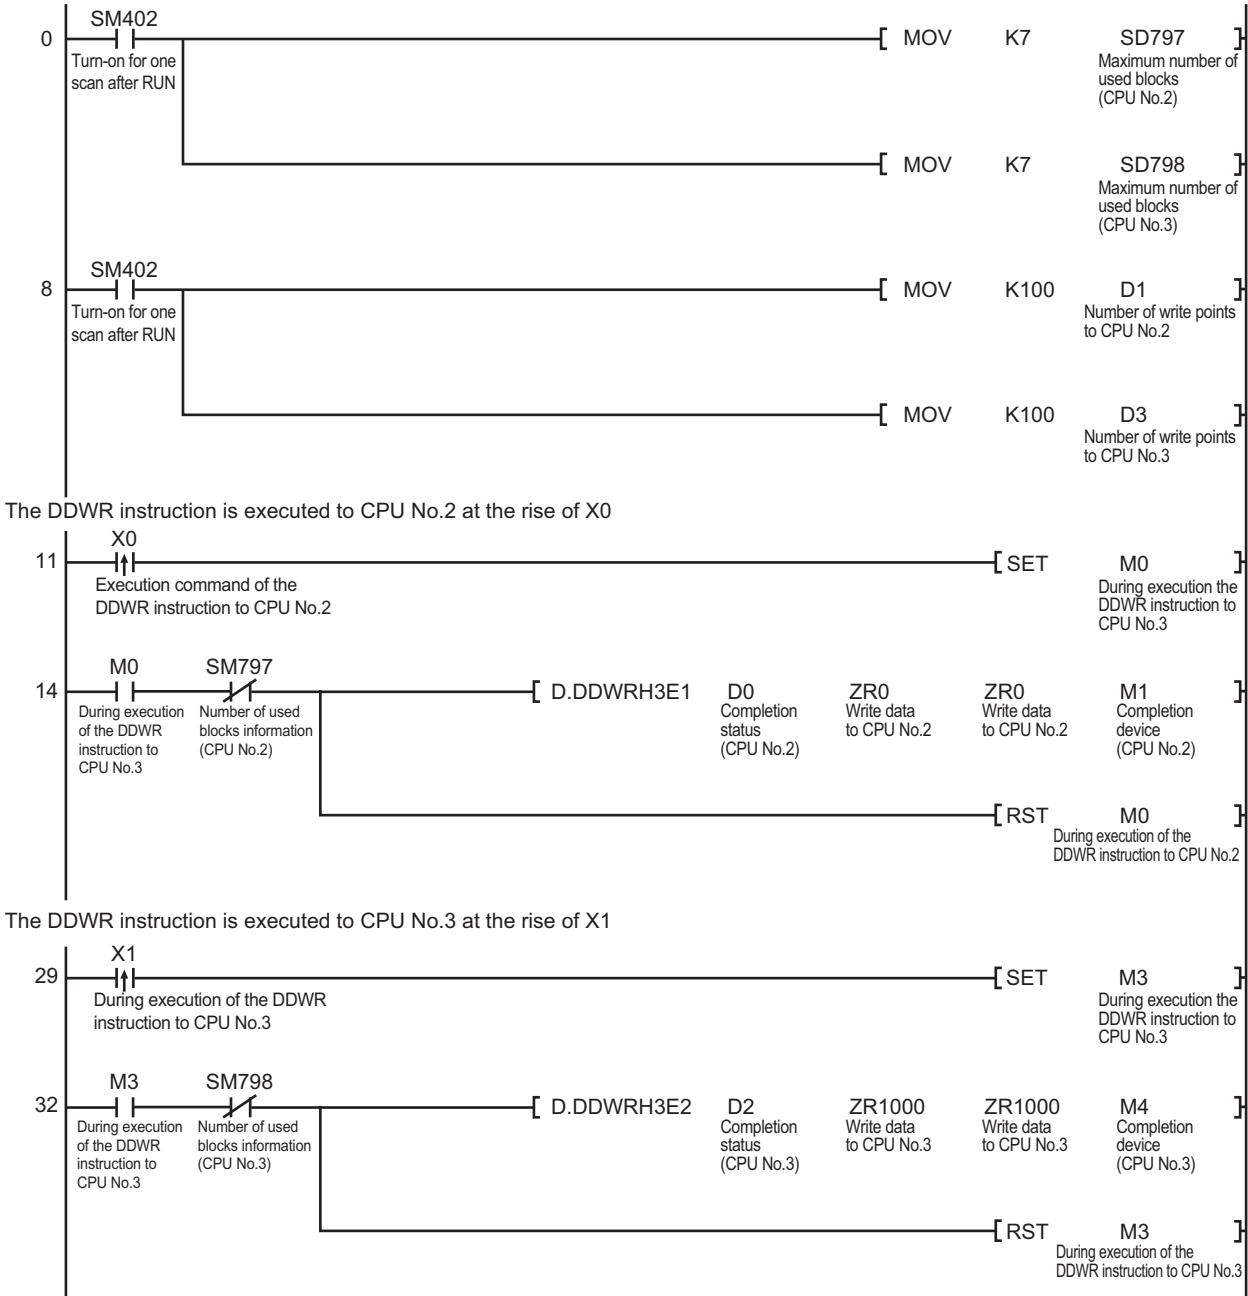 SM402
0 MOV K7 SD797
Turn-on for one
scan after RUN
Maximum number of
used blocks
(CPU No.2)
MOV K7 SD798
Maximum number of
used blocks
(CPU No.3)
SM402
8 MOV K100 D1
Turn-on for one
scan after RUN
Number of write points
to CPU No.2
MOV K100 D3
Number of write points
to CPU No.3
The DDWR instruction is executed to CPU No.2 at the rise of X0
X0
11 SET M0
Execution command of the
DDWR instruction to CPU No.2
During execution the
DDWR instruction to
CPU No.3
M0 SM797
14 D.DDWRH3E1 D0 ZR0 ZR0 M1
During execution
of the DDWR
instruction to
CPU No.3
Number of used
blocks information
(CPU No.2)
Completion
status
(CPU No.2)
Write data
to CPU No.2
Write data
to CPU No.2
Completion
device
(CPU No.2)
RST M0
During execution of the
DDWR instruction to CPU No.2
The DDWR instruction is executed to CPU No.3 at the rise of X1
X1
29 SET M3
During execution of the DDWR
instruction to CPU No.3
During execution the
DDWR instruction to
CPU No.3
M3 SM798
32 D.DDWRH3E2 D2 ZR1000 ZR1000 M4
During execution
of the DDWR
instruction to
CPU No.3
Number of used
blocks information
(CPU No.3)
Completion
status
(CPU No.3)
Write data
to CPU No.3
Write data
to CPU No.3
Completion
device
(CPU No.3)
RST M3
During execution of the
DDWR instruction to CPU No.3